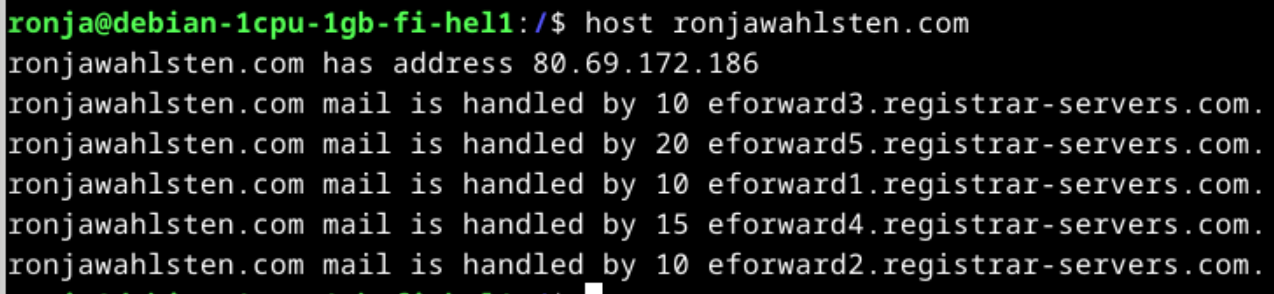 ronja@debian-1cpu-1gb-fi-hel1:/$ host ronjawahlsten.com
ronjawahlsten.com has address 80.69.172.186
ronjawahlsten.com mail is handled by 10 eforward3.registrar-servers.com.
ronjawahlsten.com mail is handled by 20 eforward5.registrar-servers.com.
ronjawahlsten.com mail is handled by 10 eforward1.registrar-servers.com.
ronjawahlsten.com mail is handled by 15 eforward4.registrar-servers.com.
ronjawahlsten.com mail is handled by 10 eforward2.registrar-servers.com.